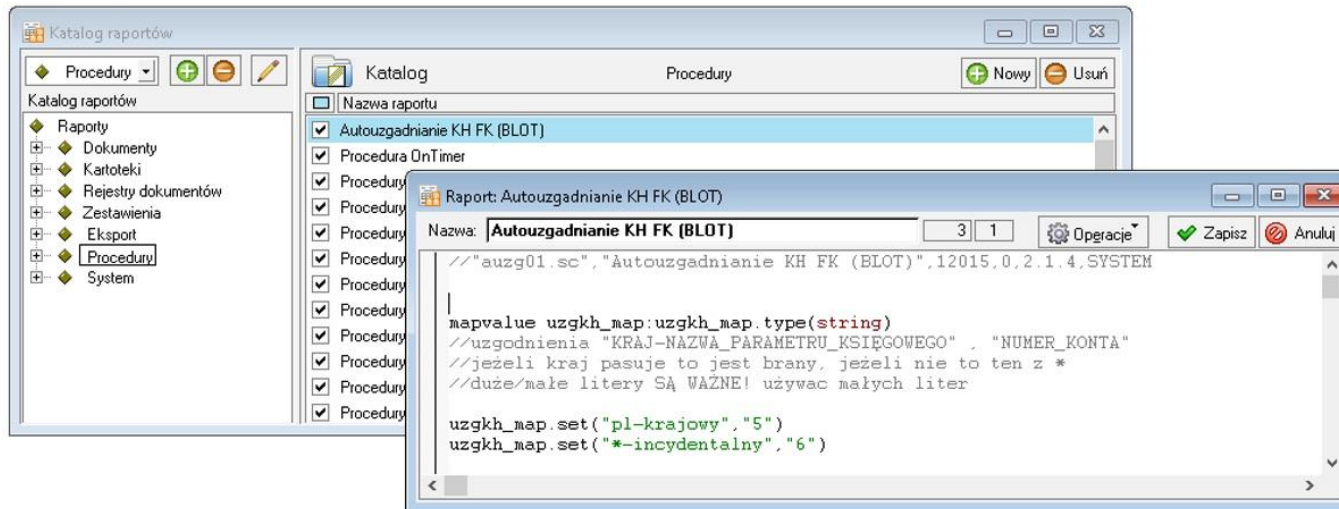 Katalog raportów
Procedury
Katalog raportów
Raporty
Dokumenty
Kartoteki
Rejestry dokumentów
Zestawienia
Eksport
Procedury
System
Katalog
Procedury
Nowy
Usuń
Nazwa raportu
Autouzgadnianie KH FK (BLOT)
Procedura OnTimer
Procedury
Procedury
Procedury
Procedury
Procedury
Procedury
Procedury
Procedury
Procedury
Procedury
Raport: Autouzgadnianie KH FK (BLOT)
Nazwa: Autouzgadnianie KH FK (BLOT) 3 1 Operacje Zapisz Anuluj
//"auzg01.sc","Autouzgadnianie KH FK (BLOT)",12015,0,2.1.4,SYSTEM
mapvalue uzgkh_map:uzgkh_map.type(string)
//uzgodnienia "KRAJ-NAZWA_PARAMETRU_KSIĘGOWEGO" , "NUMER_KONTA"
//jeżeli kraj pasuje to jest brany, jeżeli nie to ten z *
//duże/małe litery SĄ WAŻNE! używac małych liter
uzgkh_map.set("pl-krajowy","5")
uzgkh_map.set("*-incydentalny","6")